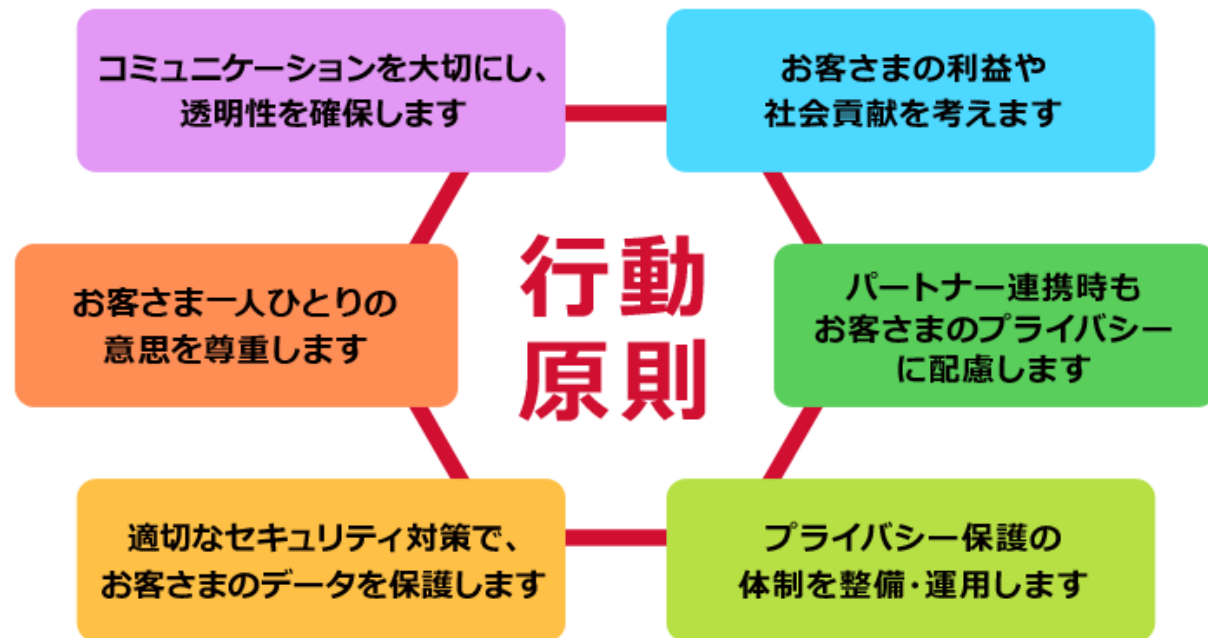 コミュニケーションを大切にし、
透明性を確保します
お客さまの利益や
社会貢献を考えます
お客さま一人ひとりの
意思を尊重します
行動
原則
パートナー連携時も
お客さまのプライバシー
に配慮します
適切なセキュリティ対策で、
お客さまのデータを保護します
プライバシー保護の
体制を整備・運用します